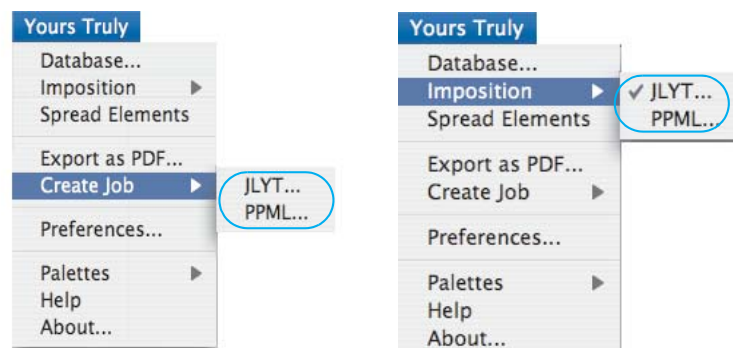 Yours Truly
Database...
Imposition
Spread Elements
Export as PDF...
Create Job
JLYT...
PPML...
Preferences...
Palettes
Help
About...
Yours Truly
Database...
Imposition
✓ JLYT...
PPML...
Spread Elements
Export as PDF...
Create Job
Preferences...
Palettes
Help
About...